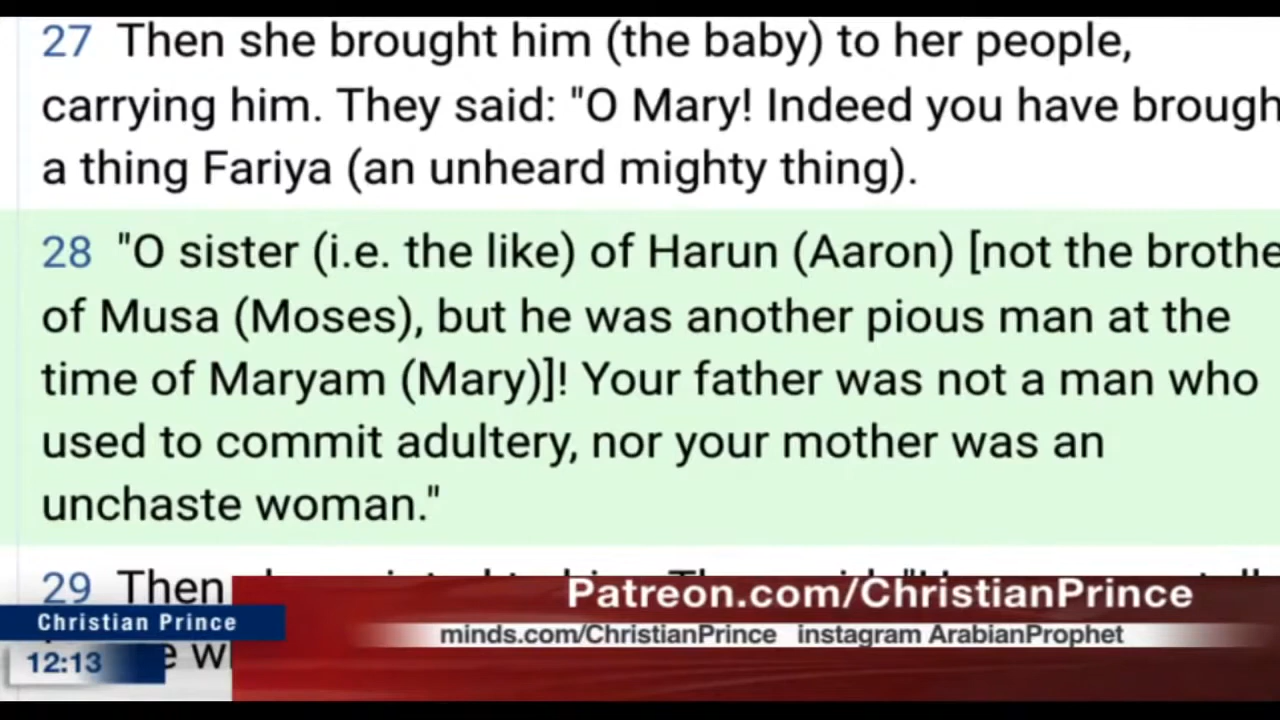 27 Then she brought him (the baby) to her people,
carrying him. They said: "O Mary! Indeed you have brough
a thing Fariya (an unheard mighty thing).
28 "O sister (i.e. the like) of Harun (Aaron) [not the brothe
of Musa (Moses), but he was another pious man at the
time of Maryam (Mary)]! Your father was not a man who
used to commit adultery, nor your mother was an
unchaste woman."
29 Then
Patreon.com/ChristianPrince
Christian Prince
minds.com/ChristianPrince instagram ArabianProphet
12:13